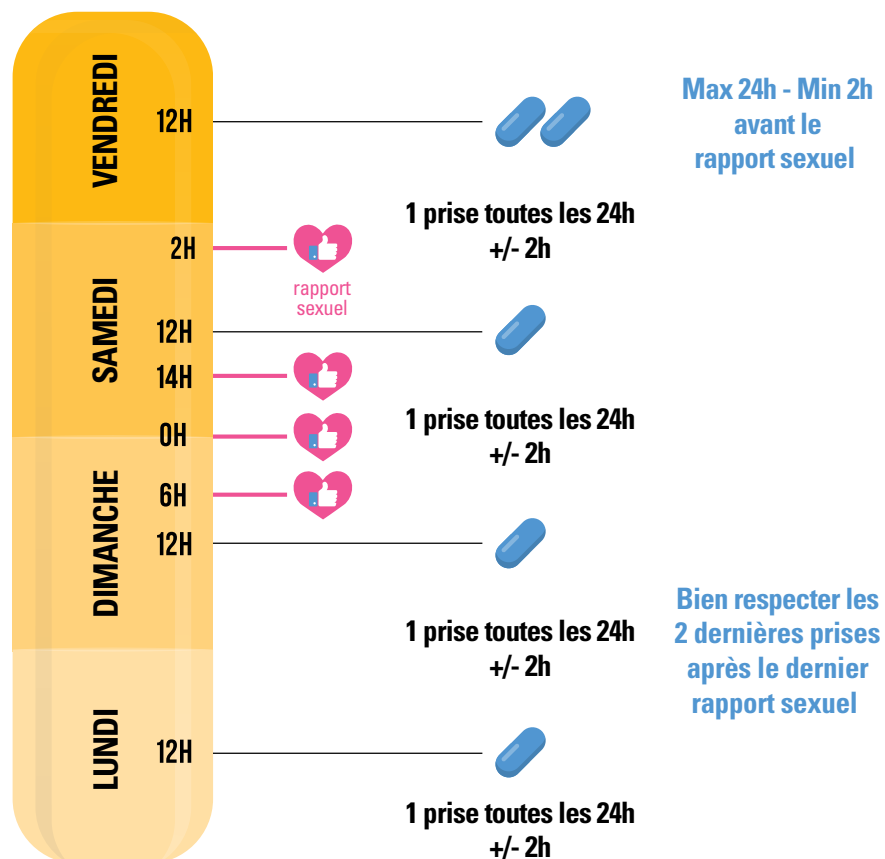 VENDREDI
12H
Max 24h - Min 2h
avant le
rapport sexuel
1 prise toutes les 24h
+/- 2h
SAMEDI
2H
rapport
sexuel
12H
14H
1 prise toutes les 24h
+/- 2h
0H
DIMANCHE
6H
12H
1 prise toutes les 24h
+/- 2h
Bien respecter les
2 dernières prises
après le dernier
rapport sexuel
LUNDI
12H
1 prise toutes les 24h
+/- 2h